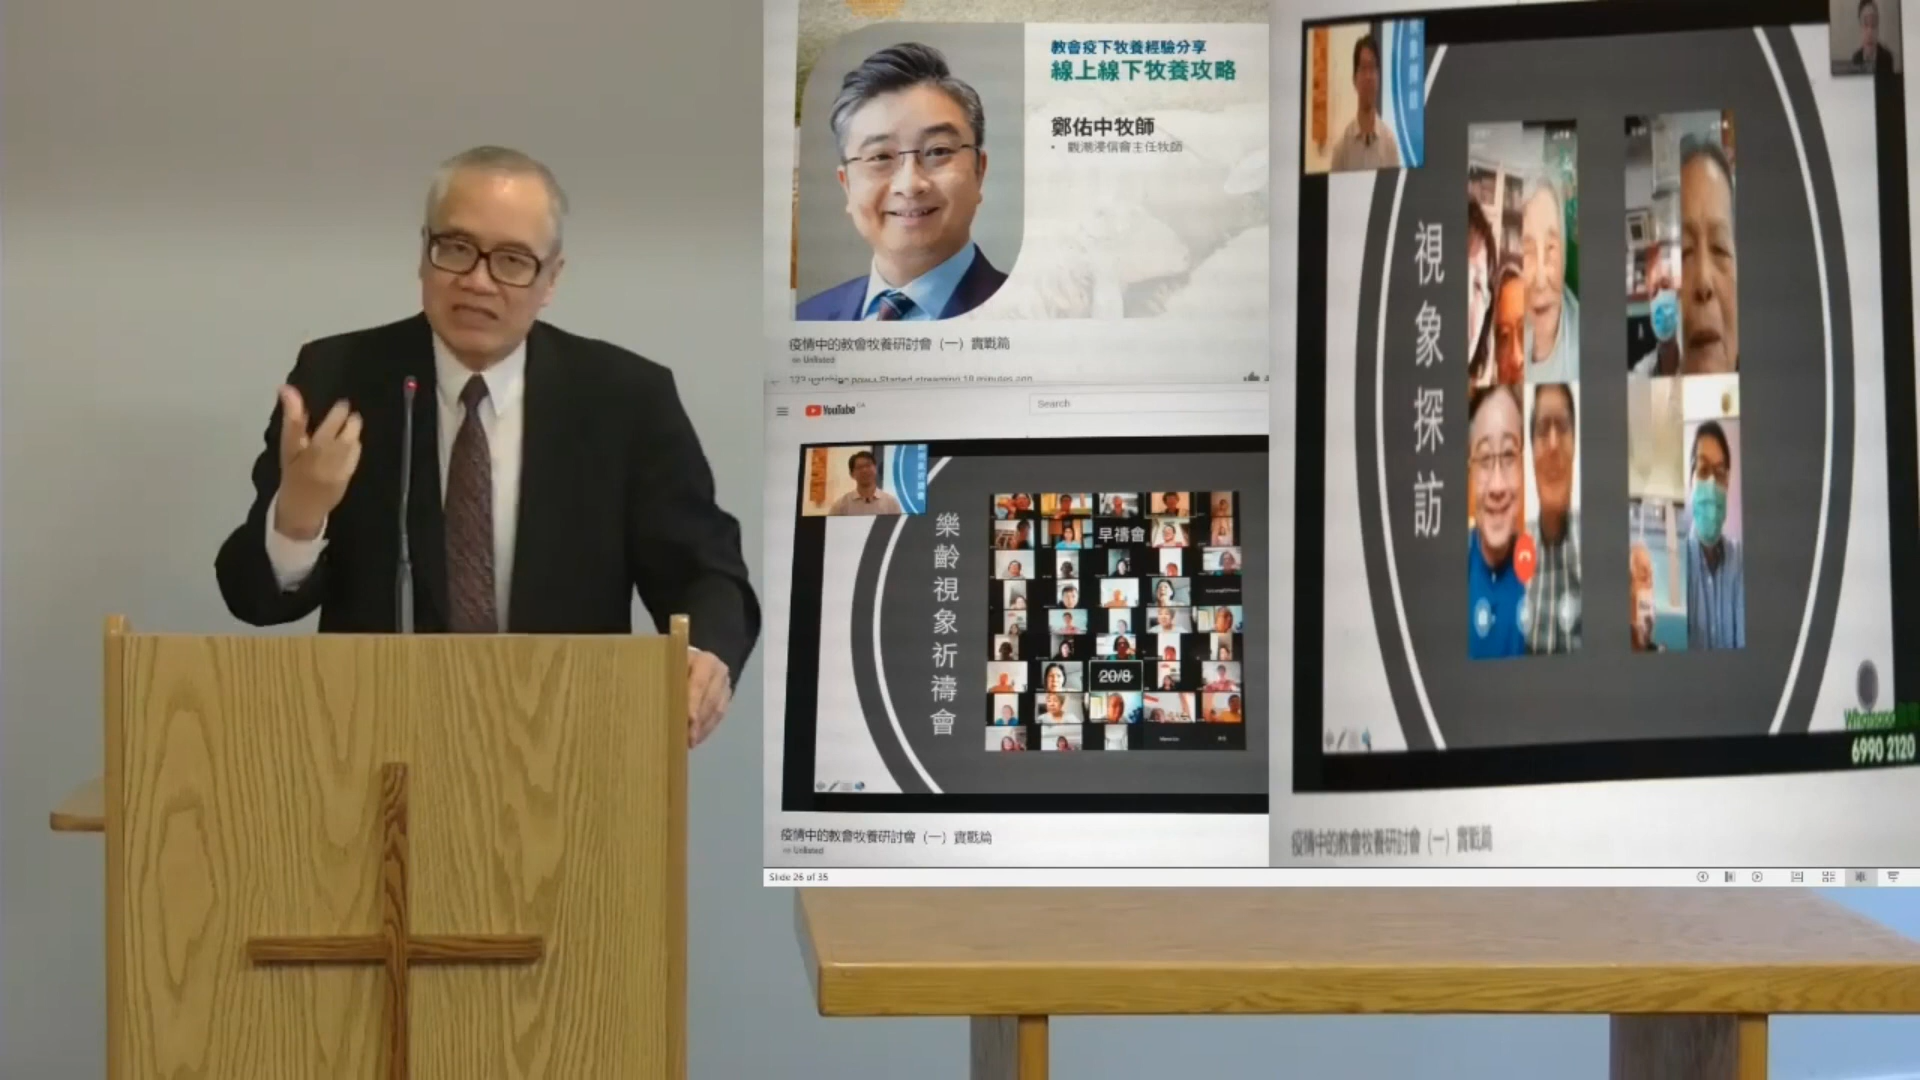 教會疫下牧養經驗分享
線上線下牧養攻略
鄭佑中牧師
• 觀潮浸信會主任牧師
疫情中的教會牧養研討會（一）實戰篇
Unlisted
YouTube CA
Search
樂齡視象祈禱會
早禱會
20/8
疫情中的教會牧養研討會（一）實戰篇
Unlisted
視象探訪
6990 2120
疫情中的教會牧養研討會（一）實戰篇
Slide 26 of 35